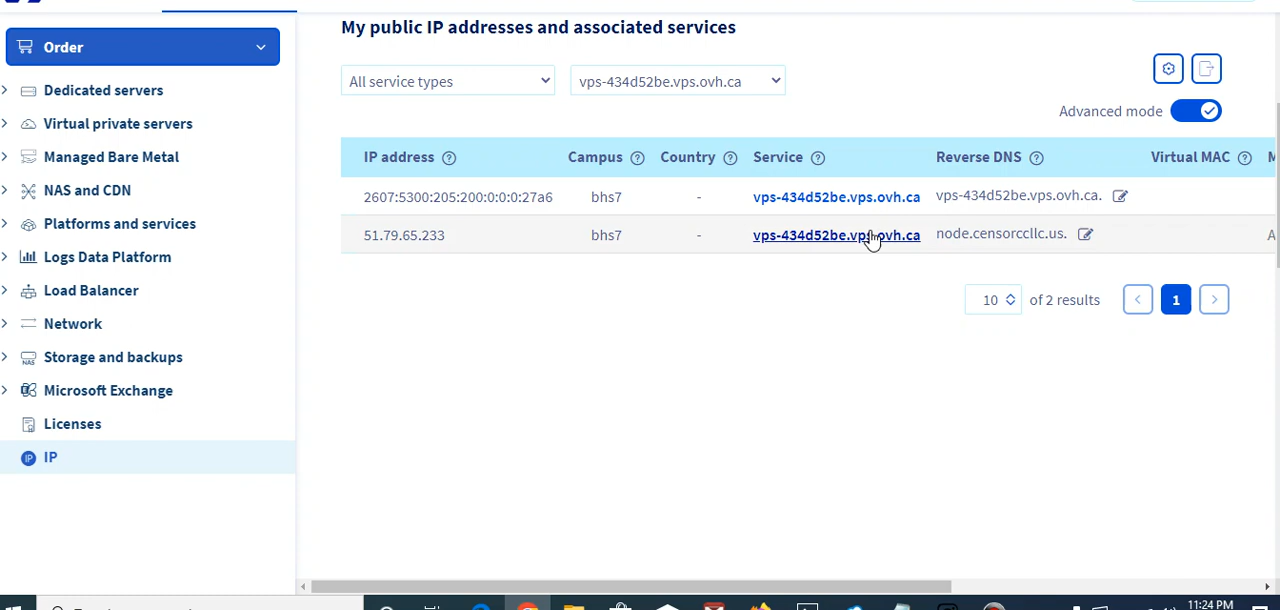 My public IP addresses and associated services
Order
All service types
vps-434d52be.vps.ovh.ca
Advanced mode
Dedicated servers
Virtual private servers
Managed Bare Metal
NAS and CDN
Platforms and services
Logs Data Platform
Load Balancer
Network
Storage and backups
Microsoft Exchange
Licenses
IP IP
IP address ? Campus ? Country ? Service ? Reverse DNS ? Virtual MAC ?
2607:5300:205:200:0:0:0:27a6 bhs7 - vps-434d52be.vps.ovh.ca vps-434d52be.vps.ovh.ca.
51.79.65.233 bhs7 - vps-434d52be.vps.ovh.ca node.censorccllc.us. A
10 of 2 results < 1 >
11:24 PM